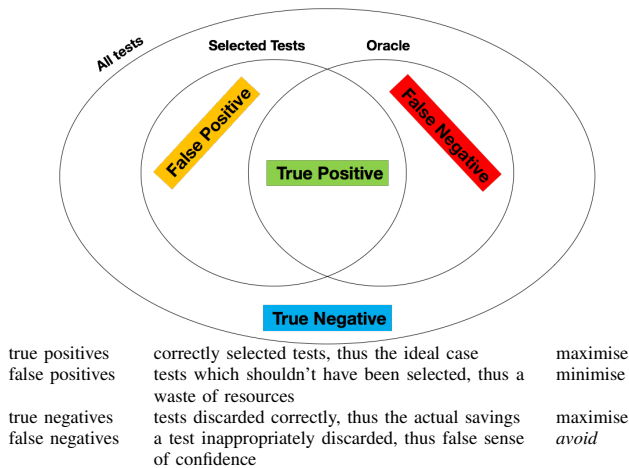 All tests
Selected Tests
Oracle
False Positive
False Negative
True Positive
True Negative
true positives correctly selected tests, thus the ideal case maximise
false positives tests which shouldn't have been selected, thus a minimise
waste of resources
true negatives tests discarded correctly, thus the actual savings maximise
false negatives a test inappropriately discarded, thus false sense avoid
of confidence